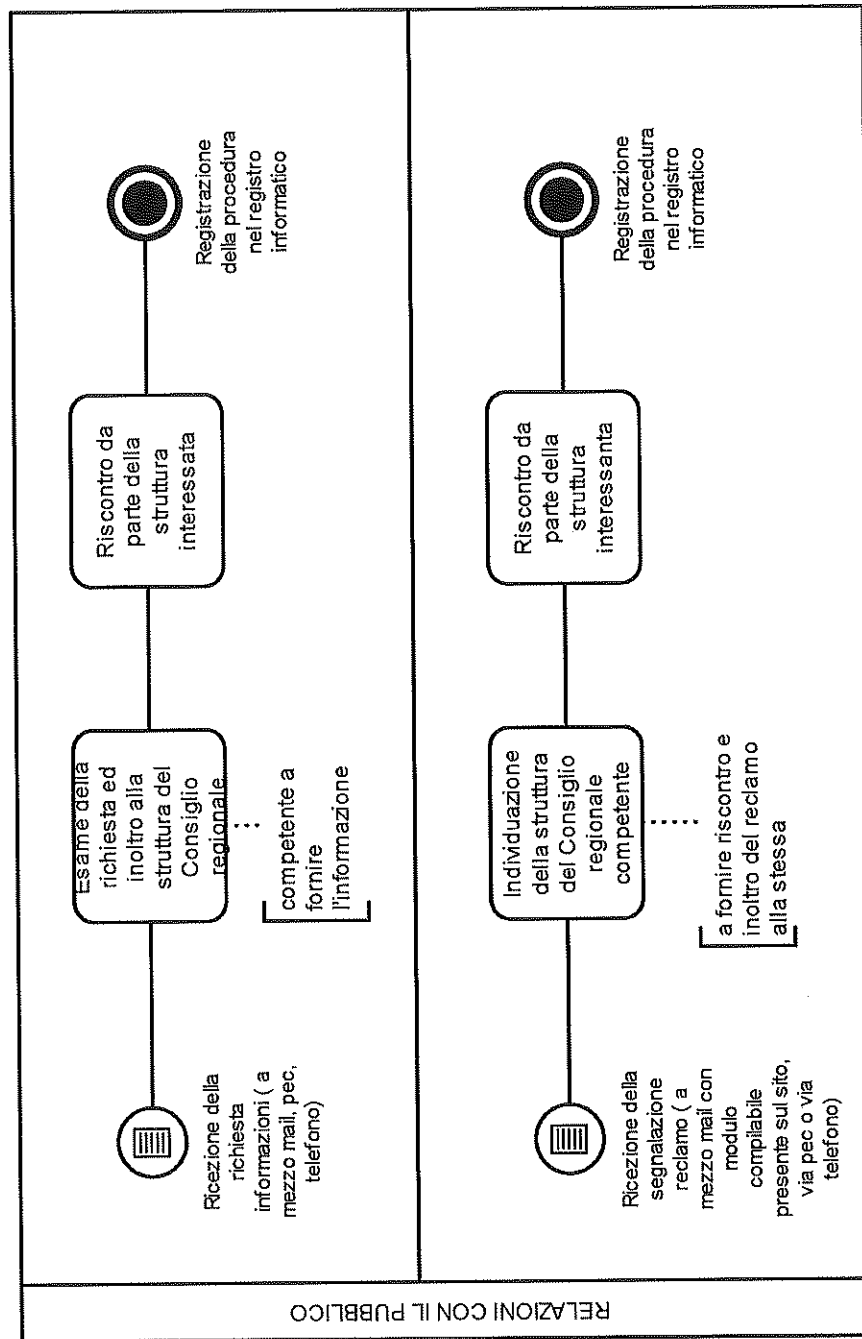 RELAZIONI CON IL PUBBLICO
Ricezione della
richiesta
informazioni ( a
mezzo mail, pec,
telefono)
Esame della
richiesta ed
inoltro alla
struttura del
Consiglio
regionale
competente a
fornire
l'informazione
Riscontro da
parte della
struttura
interessata
Registrazione
della procedura
nel registro
informatico
Ricezione della
segnalazione
reclamo ( a
mezzo mail con
modulo
compilabile
presente sul sito,
via pec o via
telefono)
Individuazione
della struttura
del Consiglio
regionale
competente
a fornire riscontro e
inoltro del reclamo
alla stessa
Riscontro da
parte della
struttura
interessanta
Registrazione
della procedura
nel registro
informatico